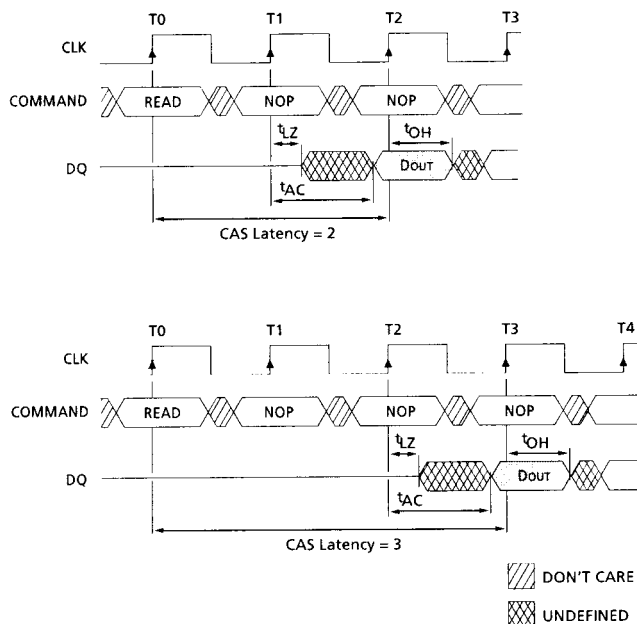 T0 T1 T2 T3
CLK
COMMAND READ NOP NOP
tLZ tOH
DQ DOUT
tAC
CAS Latency = 2
T0 T1 T2 T3 T4
CLK
COMMAND READ NOP NOP NOP
tLZ tOH
DQ DOUT
tAC
CAS Latency = 3
DON'T CARE
UNDEFINED